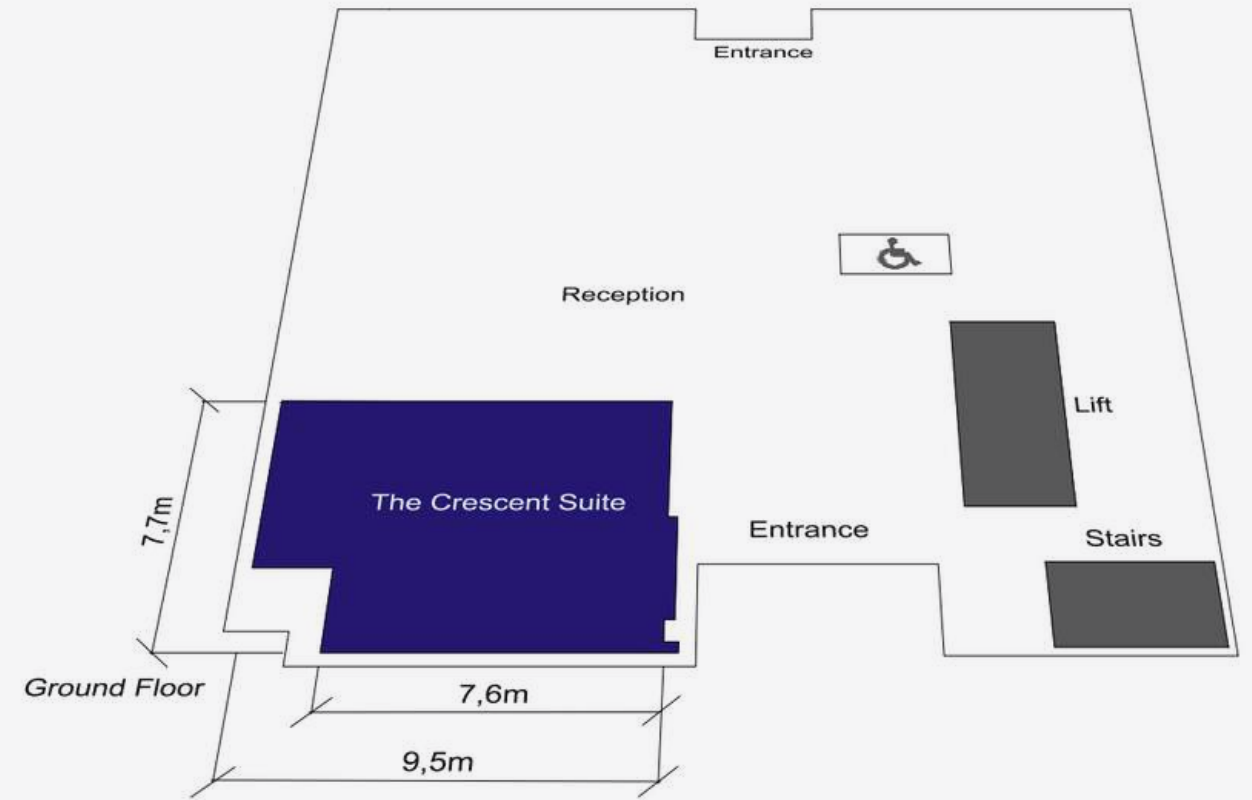 Entrance
Reception
Lift
7,7m
The Crescent Suite
Entrance
Stairs
Ground Floor
7,6m
9,5m